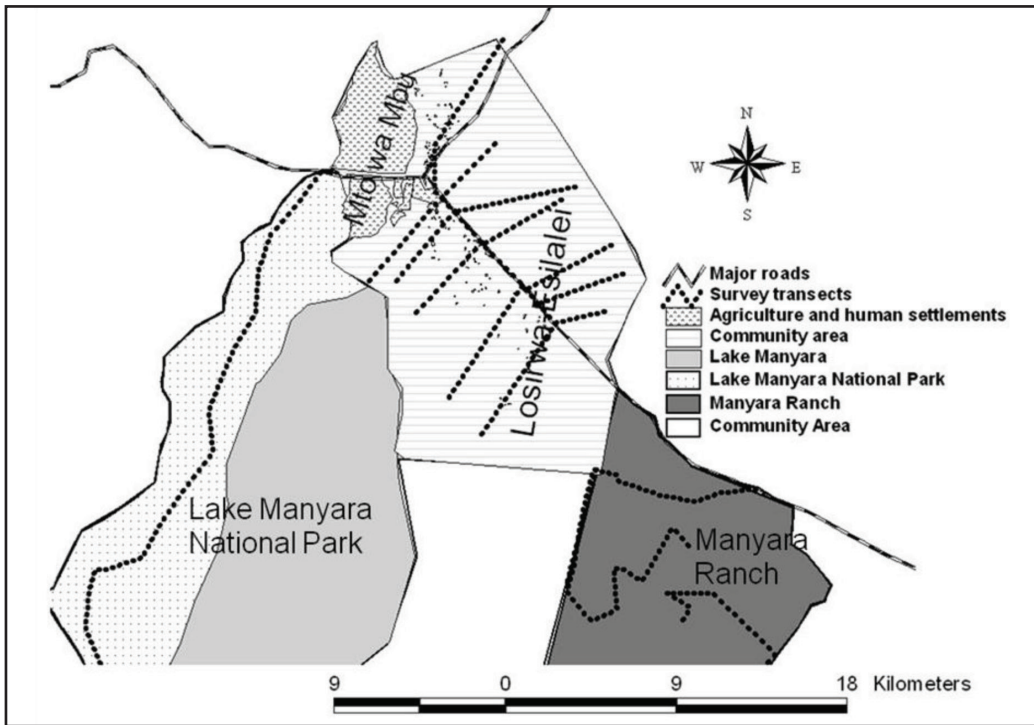 Mto wa Mbu
N
W
E
S
Losirwa-Esilalei
Major roads
Survey transects
Agriculture and human settlements
Community area
Lake Manyara
Lake Manyara National Park
Manyara Ranch
Community Area
Lake Manyara
National Park
Manyara
Ranch
9 0 9 18 Kilometers